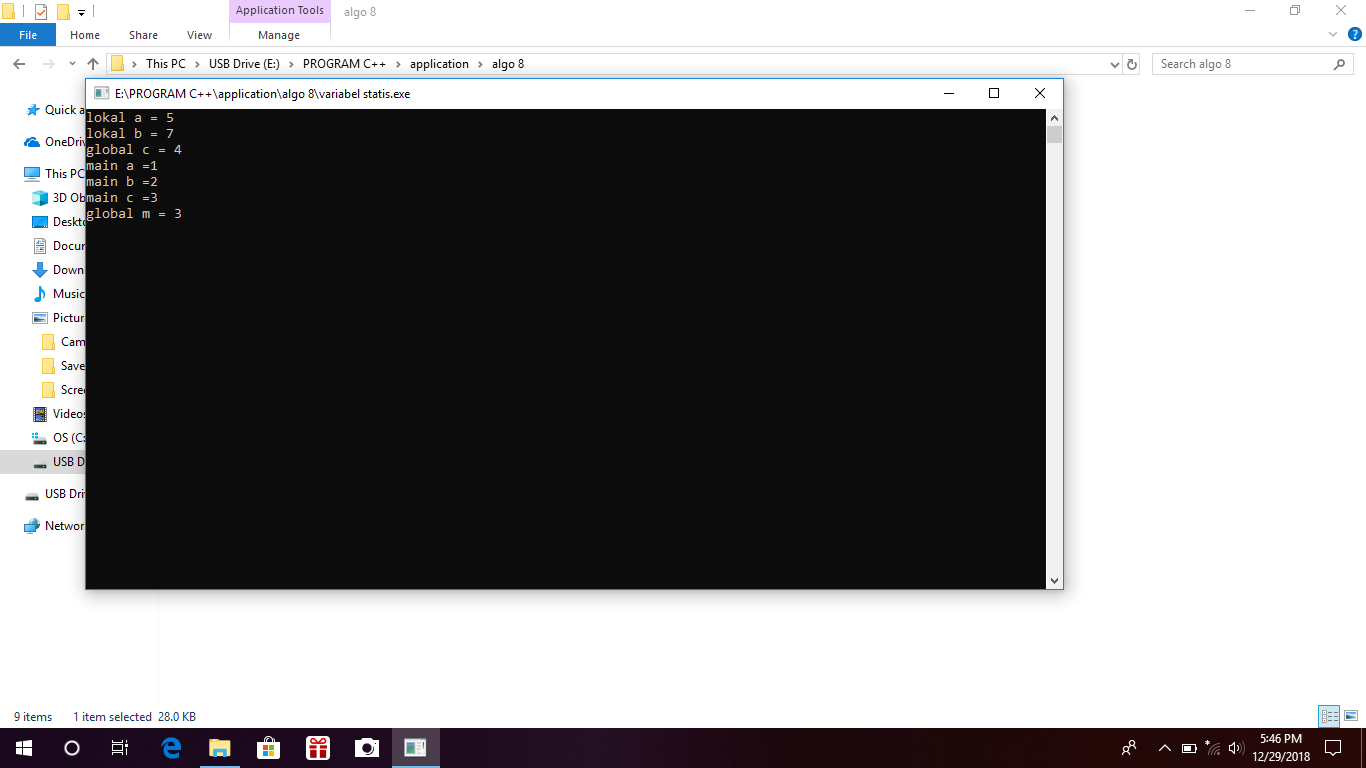 Application Tools
algo 8
File
Home
Share
View
Manage
This PC
USB Drive (E:)
PROGRAM C++
application
algo 8
Search algo 8
E:\PROGRAM C++\application\algo 8\variabel statis.exe
lokal a = 5
lokal b = 7
global c = 4
main a =1
main b =2
main c =3
global m = 3
Quick a
OneDriv
This PC
3D Ob
Deskto
Docum
Down
Music
Pictur
Cam
Save
Scree
Videos
OS (C:
USB D
USB Dri
Networ
9 items
1 item selected 28.0 KB
5:46 PM
12/29/2018